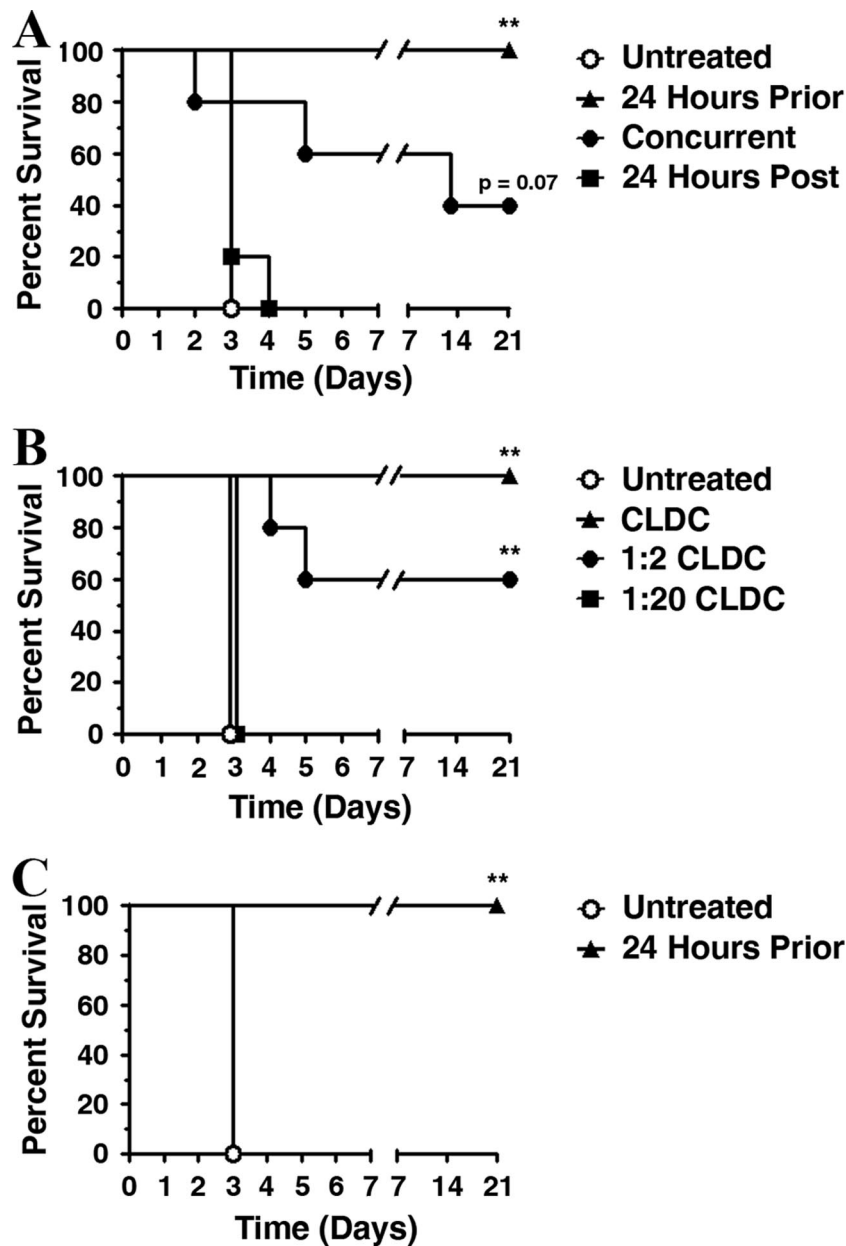 A
**
100
80
60
40
20
0
Percent Survival
p = 0.07
0 1 2 3 4 5 6 7 7 14 21
Time (Days)
Untreated
24 Hours Prior
Concurrent
24 Hours Post
B
**
**
100
80
60
40
20
0
Percent Survival
0 1 2 3 4 5 6 7 7 14 21
Time (Days)
Untreated
CLDC
1:2 CLDC
1:20 CLDC
C
**
100
80
60
40
20
0
Percent Survival
0 1 2 3 4 5 6 7 7 14 21
Time (Days)
Untreated
24 Hours Prior